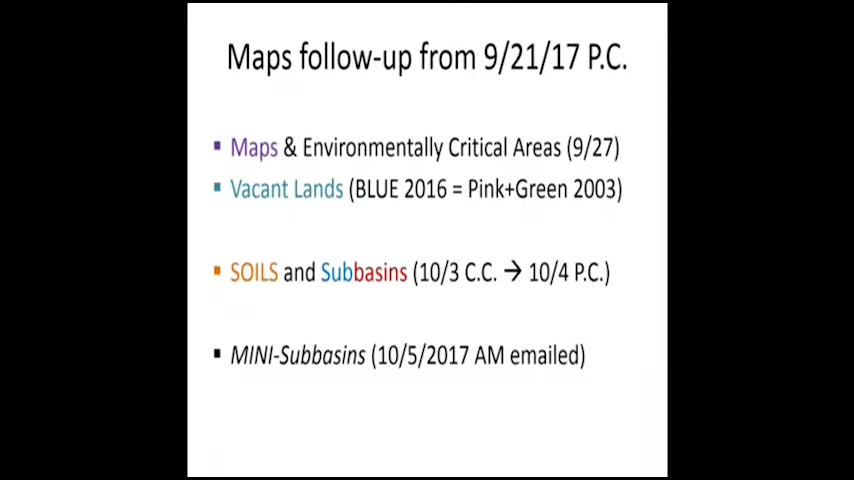 Maps follow-up from 9/21/17 P.C.
▪ Maps & Environmentally Critical Areas (9/27)
▪ Vacant Lands (BLUE 2016 = Pink+Green 2003)
▪ SOILS and Subbasins (10/3 C.C. → 10/4 P.C.)
▪ MINI-Subbasins (10/5/2017 AM emailed)